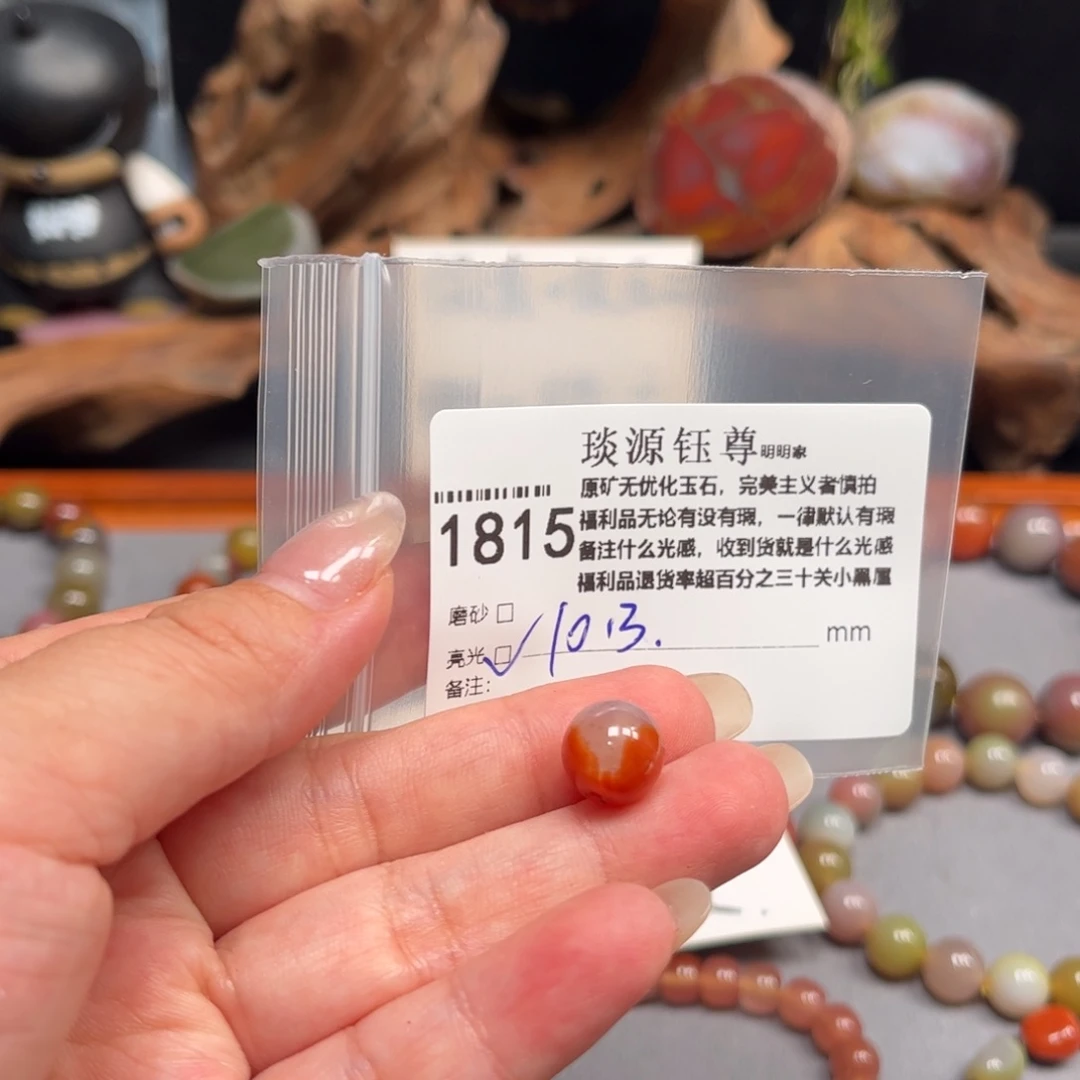 琰源钰尊明明家
原矿无优化玉石，完美主义者慎拍
1815
福利品无论有没有瑕，一律默认有瑕
备注什么光感，收到货就是什么光感
福利品退货率超百分之三十关小黑屋
磨砂□
亮光□✓ 10.13. mm
备注：